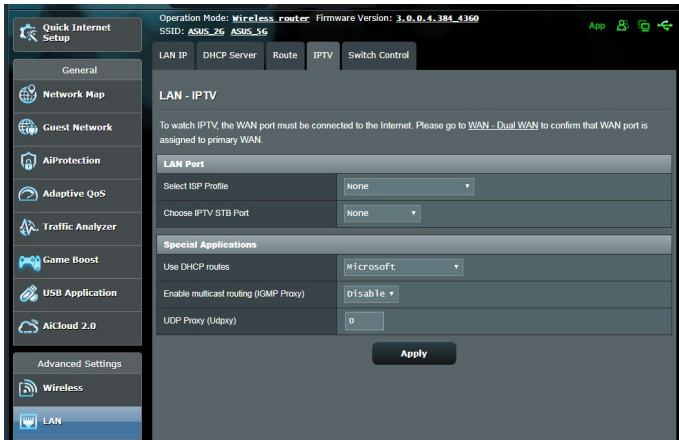 Quick Internet
Setup
General
Network Map
Guest Network
AiProtection
Adaptive QoS
Traffic Analyzer
Game Boost
USB Application
AiCloud 2.0
Advanced Settings
Wireless
LAN
Operation Mode: Wireless router Firmware Version: 3.0.0.4.384_4360
SSID: ASUS_2G ASUS_5G
App
LAN IP DHCP Server Route IPTV Switch Control
LAN - IPTV
To watch IPTV, the WAN port must be connected to the Internet. Please go to WAN - Dual WAN to confirm that WAN port is
assigned to primary WAN.
LAN Port
Select ISP Profile None
Choose IPTV STB Port None
Special Applications
Use DHCP routes Microsoft
Enable multicast routing (IGMP Proxy) Disable
UDP Proxy (Udpxy) 0
Apply